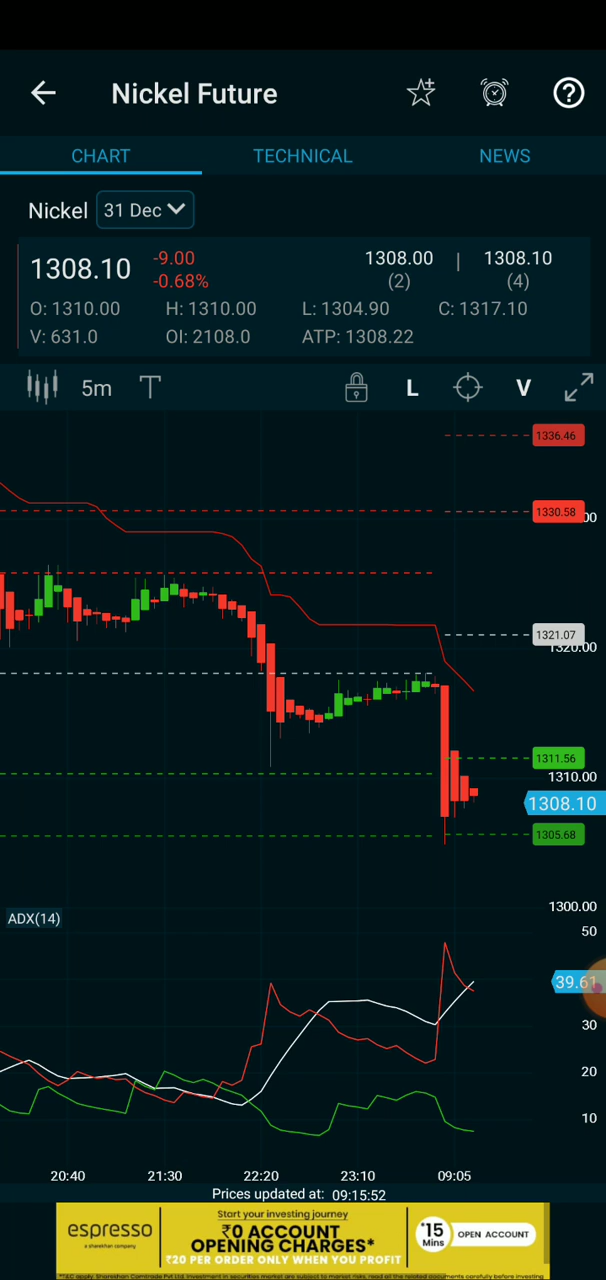 Nickel Future
CHART TECHNICAL NEWS
Nickel 31 Dec
1308.10 -9.00 1308.00 | 1308.10
-0.68% (2) (4)
O: 1310.00 H: 1310.00 L: 1304.90 C: 1317.10
V: 631.0 OI: 2108.0 ATP: 1308.22
5m T L V
1336.46
1330.58 00
1321.07
1320.00
1311.56
1310.00
1308.10
1305.68
1300.00
ADX(14)
50
39.61
30
20
10
20:40 21:30 22:20 23:10 09:05
Prices updated at: 09:15:52
espresso
a sharekhan company
Start your investing journey
₹0 ACCOUNT
OPENING CHARGES*
₹20 PER ORDER ONLY WHEN YOU PROFIT
*15
Mins
OPEN ACCOUNT